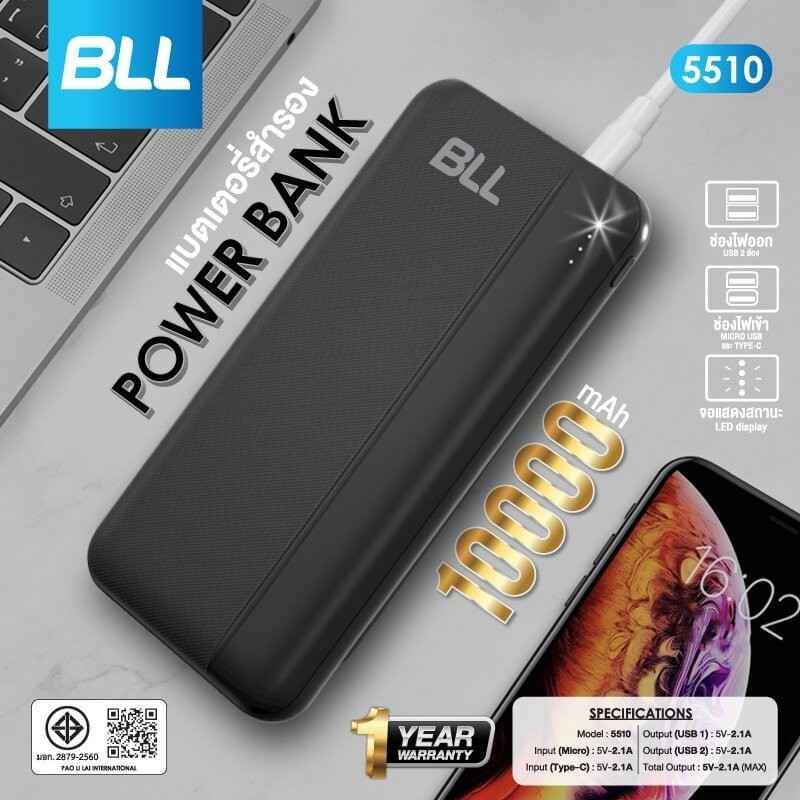 BLL
5510
แบตเตอรี่สำรอง
POWER BANK
BLL
ช่องไฟออก
USB 2 ช่อง
ช่องไฟเข้า
MICRO USB
และ TYPE-C
จอแสดงสถานะ
LED display
10000 mAh
16:02
มอก. 2879-2560
PAO U LAI INTERNATIONAL
1 YEAR
WARRANTY
SPECIFICATIONS
Model : 5510 Output (USB 1) : 5V-2.1A
Input (Micro) : 5V-2.1A Output (USB 2) : 5V-2.1A
Input (Type-C) : 5V-2.1A Total Output : 5V-2.1A (MAX)